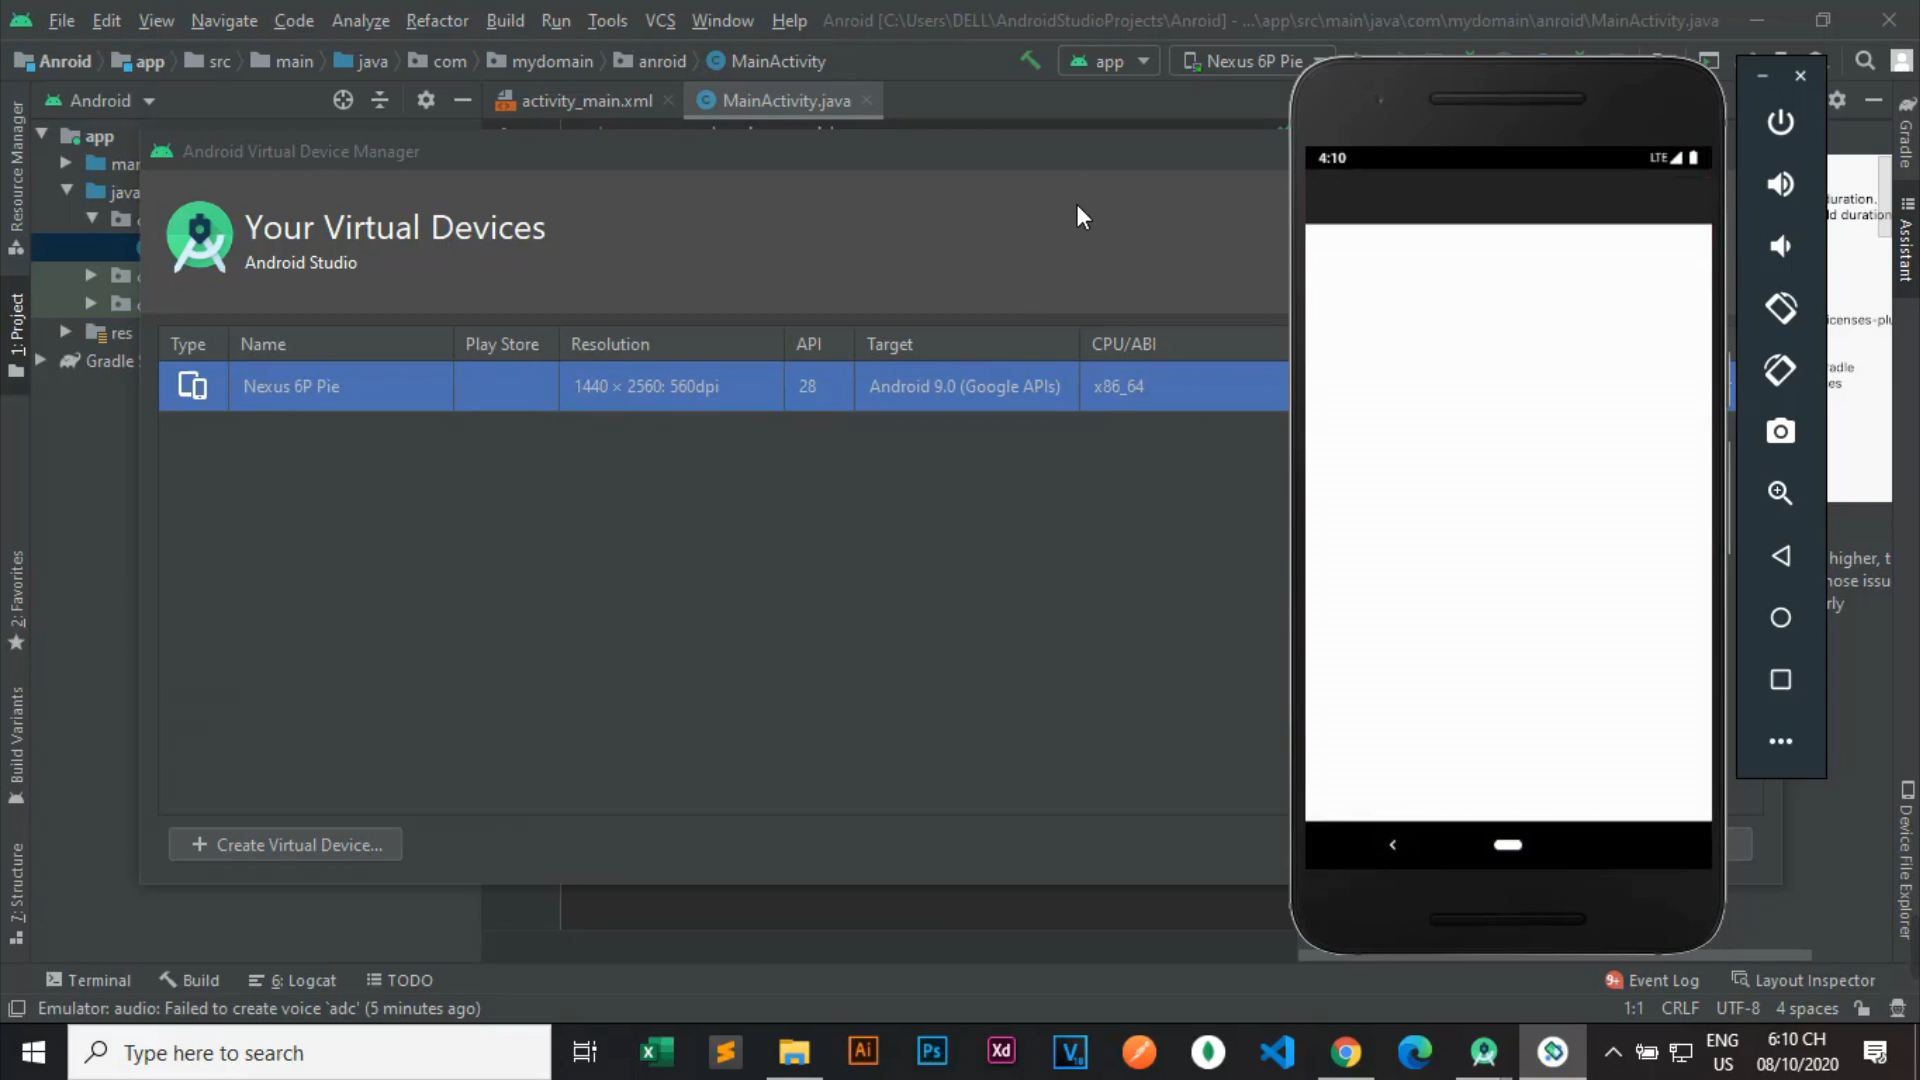 File Edit View Navigate Code Analyze Refactor Build Run Tools VCS Window Help Anroid [C:\Users\DELL\AndroidStudioProjects\Anroid] - ...\app\src\main\java\com\mydomain\anroid\MainActivity.java
Anroid app src main java com mydomain anroid MainActivity app Nexus 6P Pie
Android activity_main.xml MainActivity.java
app
Android Virtual Device Manager
java
Your Virtual Devices
Android Studio
res
Gradle
Type Name Play Store Resolution API Target CPU/ABI
Nexus 6P Pie 1440 × 2560: 560dpi 28 Android 9.0 (Google APIs) x86_64
+ Create Virtual Device...
4:10 LTE
Resource Manager
1: Project
2: Favorites
Build Variants
7: Structure
Gradle
Assistant
Device File Explorer
higher, t
Terminal Build 6: Logcat TODO 9+ Event Log Layout Inspector
Emulator: audio: Failed to create voice `adc' (5 minutes ago) 1:1 CRLF UTF-8 4 spaces
Type here to search
Ai Ps Xd
ENG
US
6:10 CH
08/10/2020